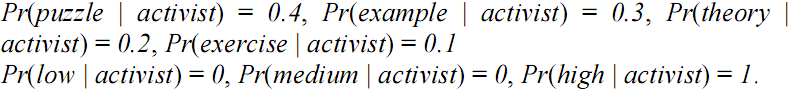 Pr(puzzle | activist) = 0.4, Pr(example | activist) = 0.3, Pr(theory |
activist) = 0.2, Pr(exercise | activist) = 0.1
Pr(low | activist) = 0, Pr(medium | activist) = 0, Pr(high | activist) = 1.